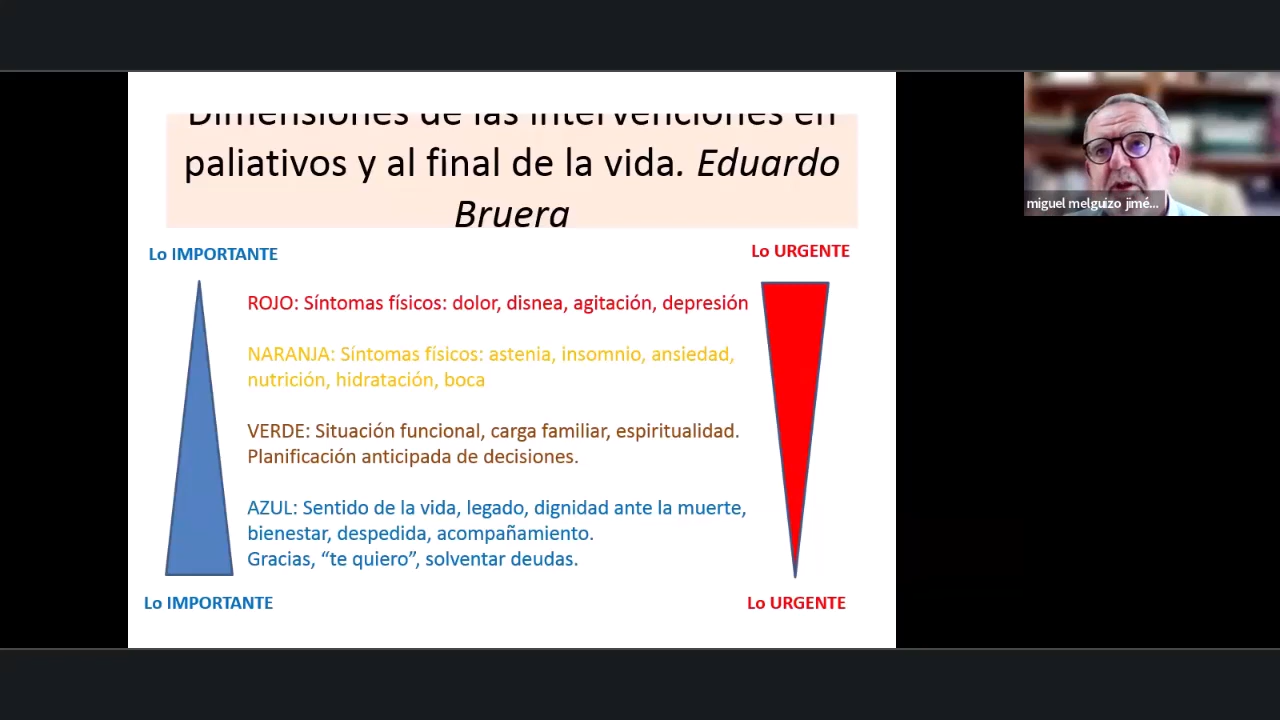 Dimensiones de las intervenciones en
paliativos y al final de la vida. Eduardo
Bruera
miguel melguizo jimé...
Lo IMPORTANTE
Lo URGENTE
ROJO: Síntomas físicos: dolor, disnea, agitación, depresión
NARANJA: Síntomas físicos: astenia, insomnio, ansiedad,
nutrición, hidratación, boca
VERDE: Situación funcional, carga familiar, espiritualidad.
Planificación anticipada de decisiones.
AZUL: Sentido de la vida, legado, dignidad ante la muerte,
bienestar, despedida, acompañamiento.
Gracias, “te quiero”, solventar deudas.
Lo IMPORTANTE
Lo URGENTE